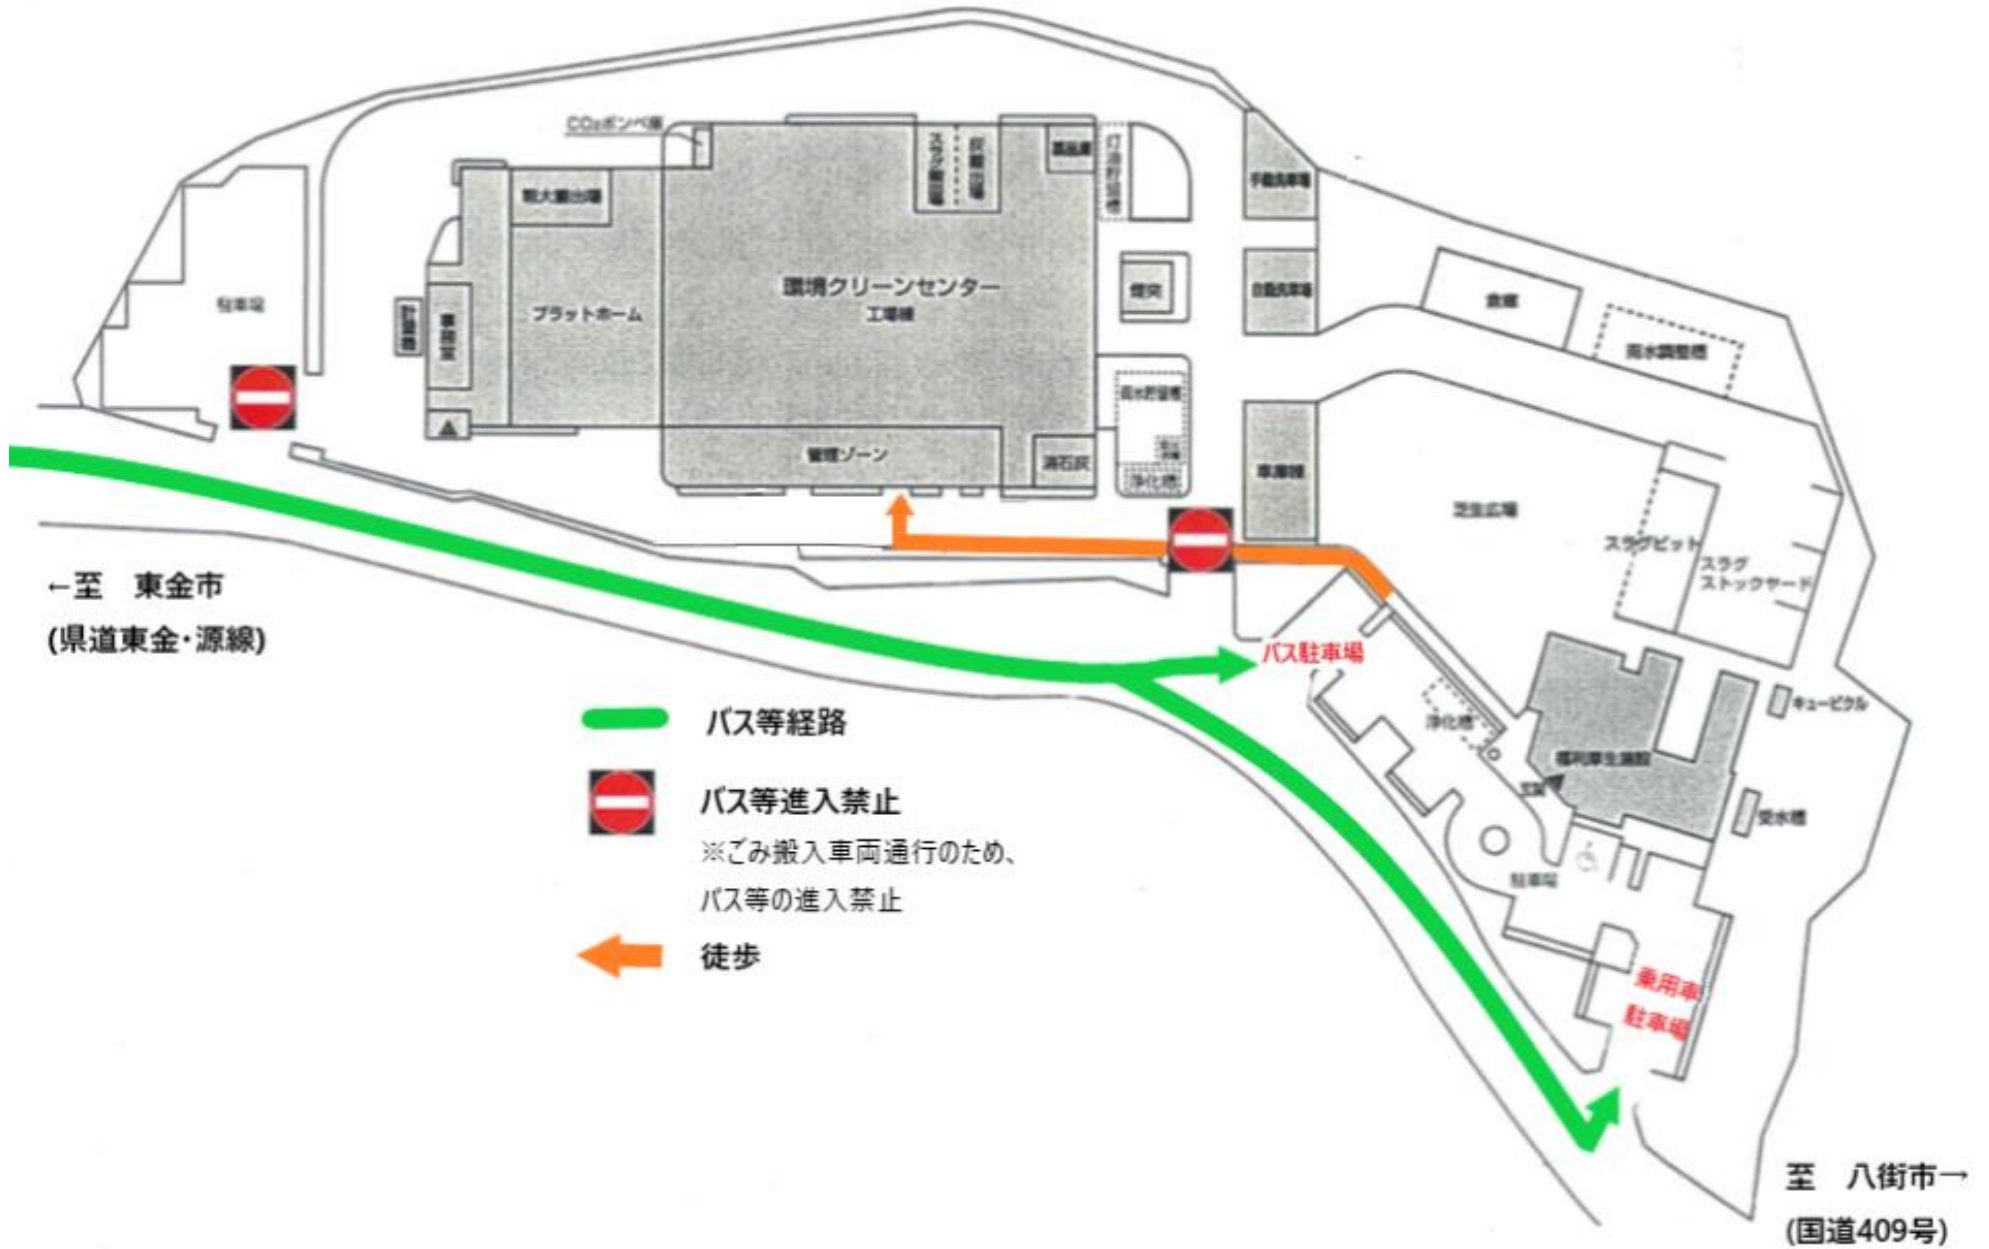 CO₂ボンベ庫
粗大搬出場
スラグ搬出場
灰搬出場
薬品庫
灯油貯留槽
手動洗車場
駐車場
計量棟
事務室
プラットホーム
環境クリーンセンター
工場棟
煙突
自動洗車場
倉庫
雨水調整槽
雨水貯留槽
管理ゾーン
消石灰
浄化槽
車庫棟
芝生広場
スラグピット
スラグ
ストックヤード
←至　東金市
(県道東金・源線)
バス駐車場
浄化槽
キュービクル
福利厚生施設
玄関
受水槽
駐車場
乗用車
駐車場
バス等経路
バス等進入禁止
※ごみ搬入車両通行のため、
バス等の進入禁止
徒歩
至　八街市→
(国道409号)